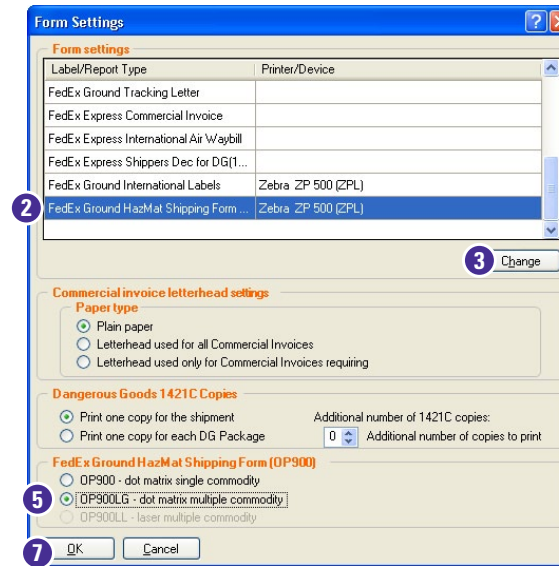 Form Settings
Form settings
Label/Report Type Printer/Device
FedEx Ground Tracking Letter
FedEx Express Commercial Invoice
FedEx Express International Air Waybill
FedEx Express Shippers Dec for DG(1...
FedEx Ground International Labels Zebra ZP 500 (ZPL)
2 FedEx Ground HazMat Shipping Form ... Zebra ZP 500 (ZPL)
3 Change
Commercial invoice letterhead settings
Paper type
Plain paper
Letterhead used for all Commercial Invoices
Letterhead used only for Commercial Invoices requiring
Dangerous Goods 1421C Copies
Print one copy for the shipment Additional number of 1421C copies:
Print one copy for each DG Package 0 Additional number of copies to print
FedEx Ground HazMat Shipping Form (OP900)
OP900 - dot matrix single commodity
5 OP900LG - dot matrix multiple commodity
OP900LL - laser multiple commodity
7 OK Cancel